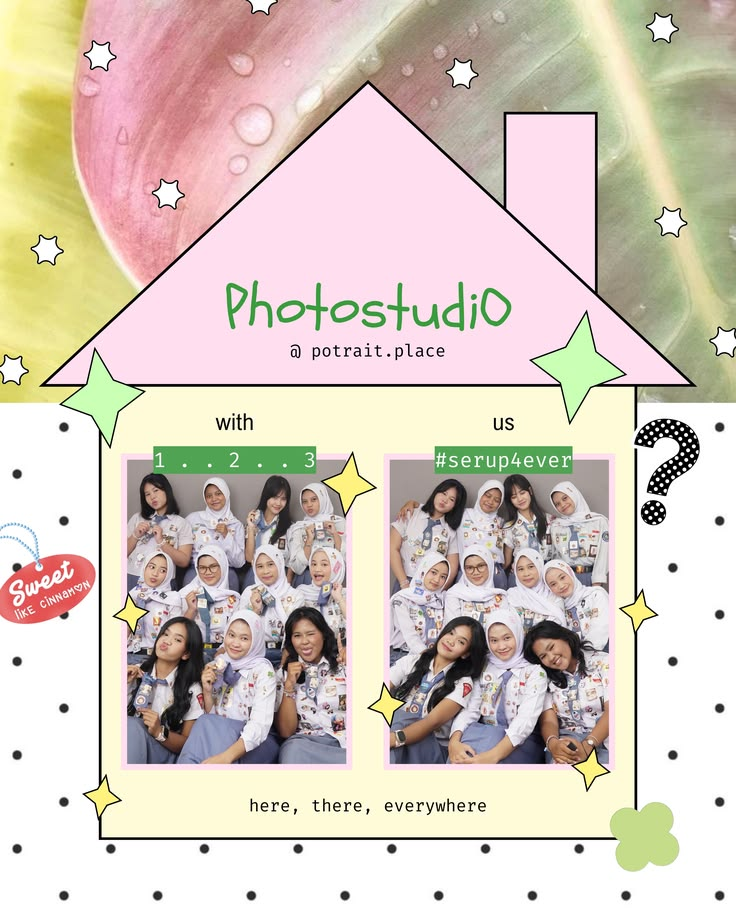 PhotostudiO
@ potrait.place
with
us
1 . . 2 . . 3
#serup4ever
?
Sweet
liKE CiNNAMON
here, there, everywhere